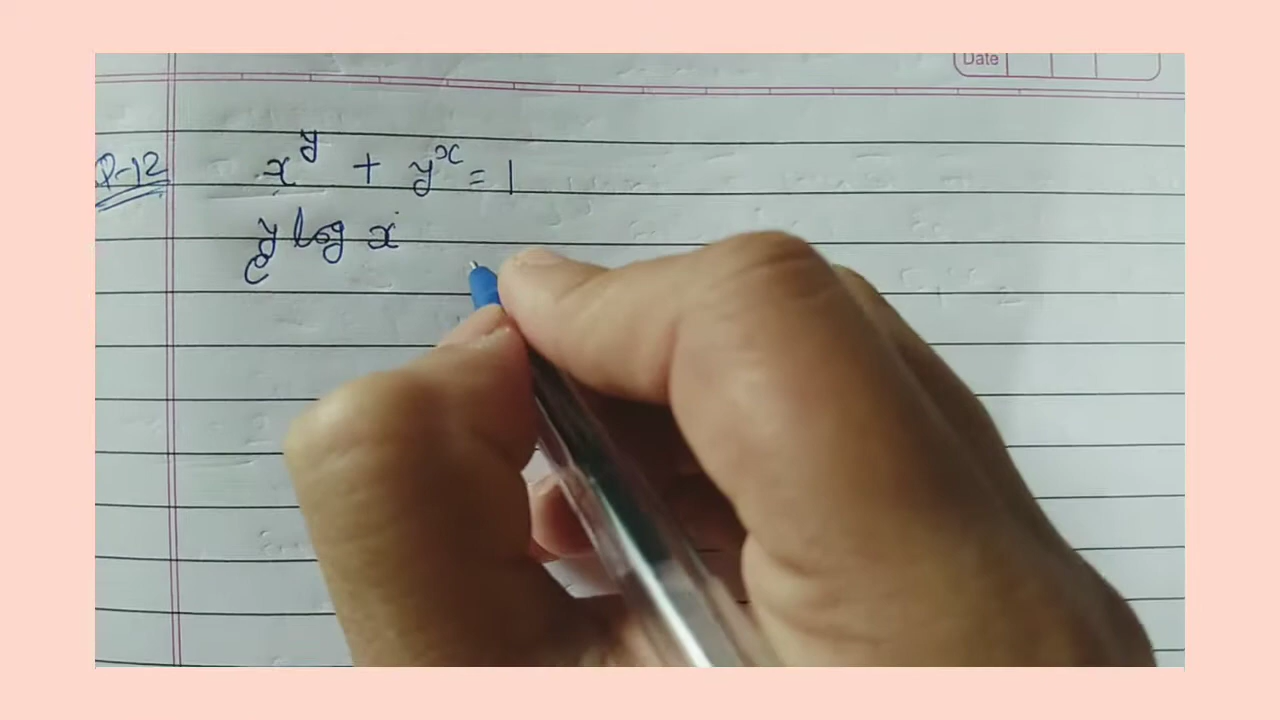 Date
Q-12 x^y + y^x = 1
e^{y log x}